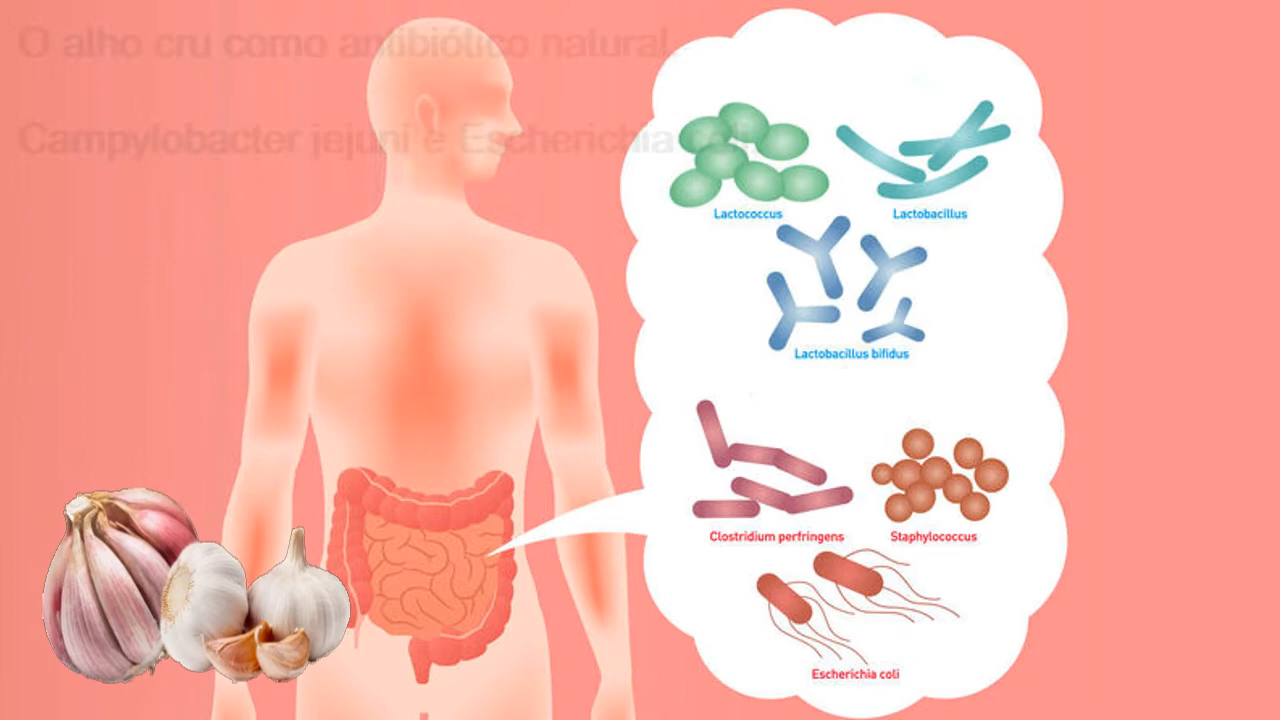 O alho cru como antibiótico natural.
Campylobacter jejuni e Escherichia coli.
Lactococcus
Lactobacillus
Lactobacillus bifidus
Clostridium perfringens
Staphylococcus
Escherichia coli